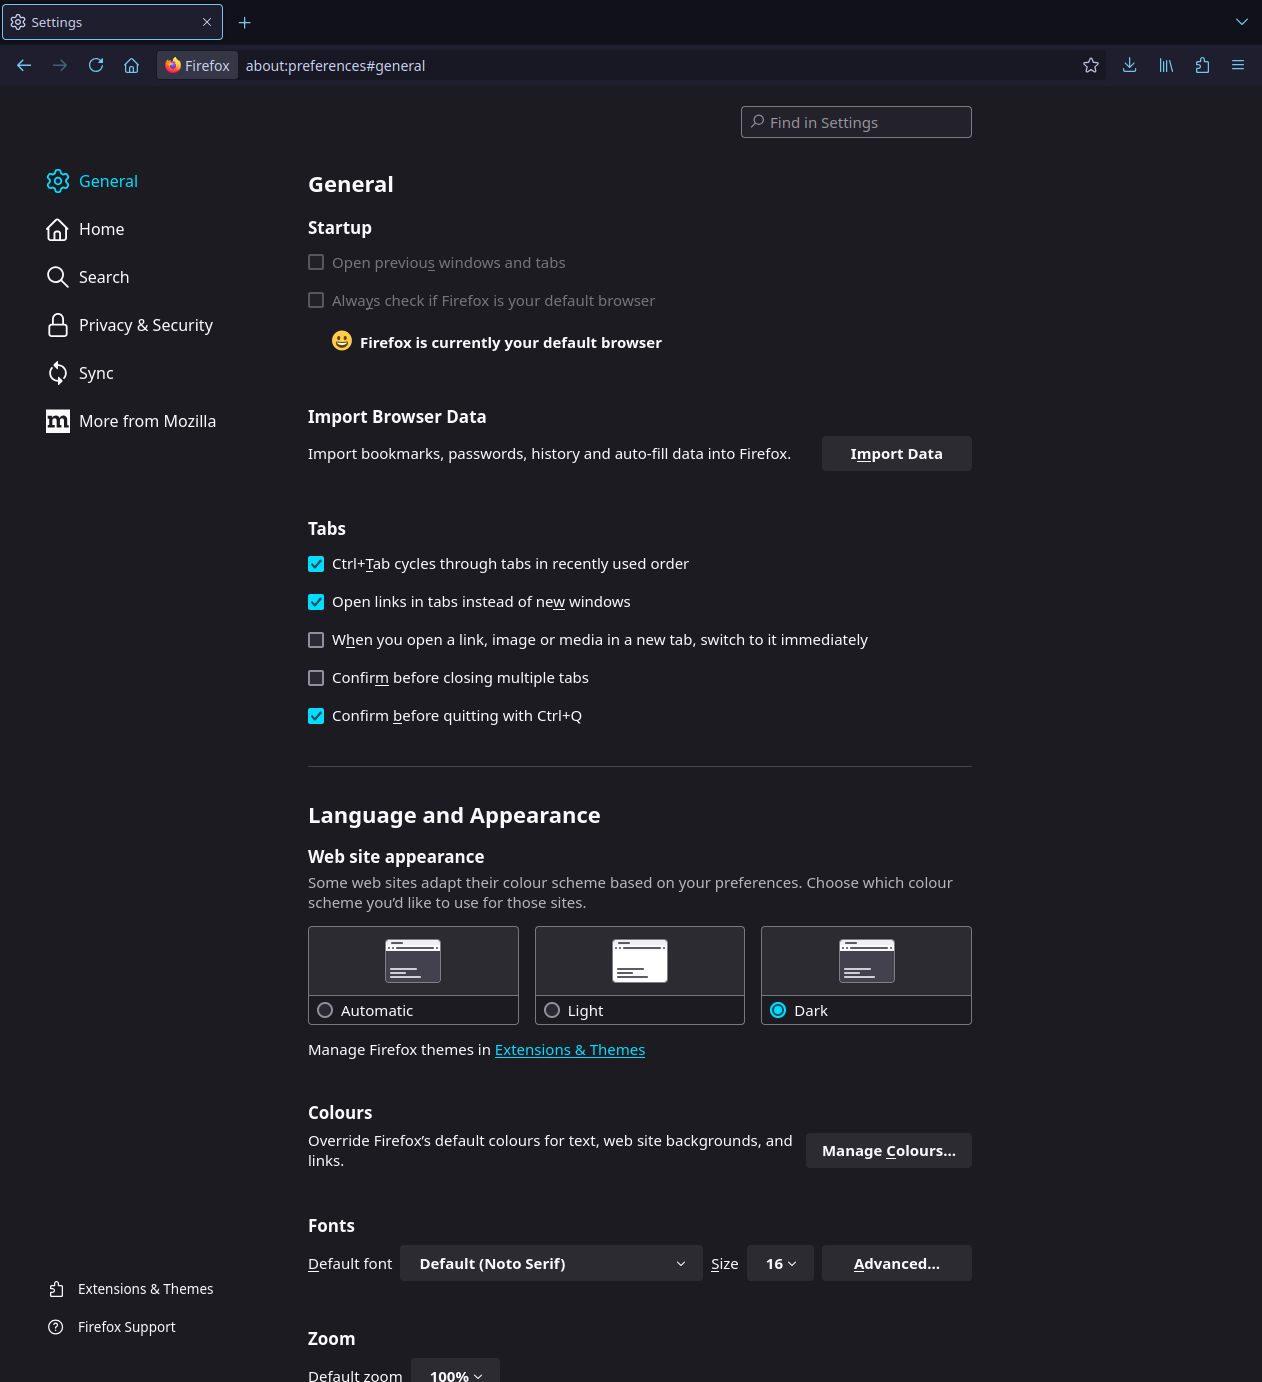 Settings
Firefox
about:preferences#general
Find in Settings
General
Home
Search
Privacy & Security
Sync
m
More from Mozilla
General
Startup
Open previous windows and tabs
Always check if Firefox is your default browser
Firefox is currently your default browser
Import Browser Data
Import bookmarks, passwords, history and auto-fill data into Firefox.
Import Data
Tabs
Ctrl+Tab cycles through tabs in recently used order
Open links in tabs instead of new windows
When you open a link, image or media in a new tab, switch to it immediately
Confirm before closing multiple tabs
Confirm before quitting with Ctrl+Q
Language and Appearance
Web site appearance
Some web sites adapt their colour scheme based on your preferences. Choose which colour
scheme you’d like to use for those sites.
Automatic
Light
Dark
Manage Firefox themes in Extensions & Themes
Colours
Override Firefox’s default colours for text, web site backgrounds, and
links.
Manage Colours…
Fonts
Default font
Default (Noto Serif)
Size
16
Advanced…
Zoom
Default zoom
100%
Extensions & Themes
Firefox Support